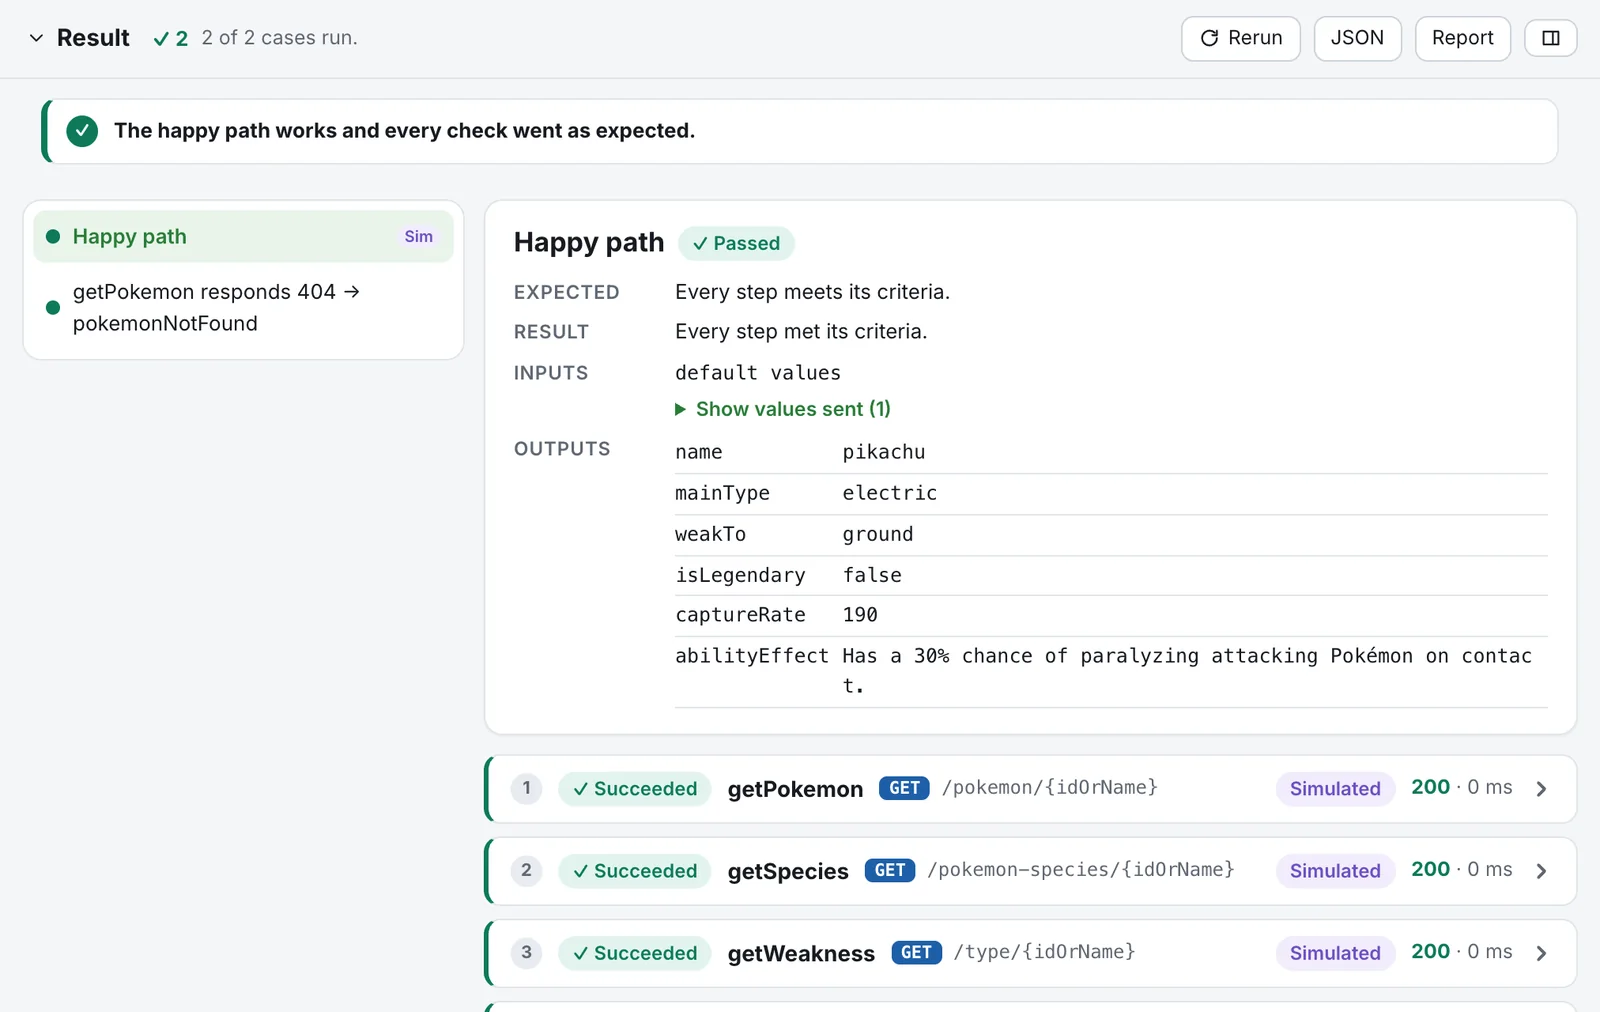 Result ✓ 2 2 of 2 cases run. Rerun JSON Report
The happy path works and every check went as expected.
Happy path Sim
getPokemon responds 404 →
pokemonNotFound
Happy path ✓ Passed
EXPECTED Every step meets its criteria.
RESULT Every step met its criteria.
INPUTS default values
▶ Show values sent (1)
OUTPUTS name pikachu
mainType electric
weakTo ground
isLegendary false
captureRate 190
abilityEffect Has a 30% chance of paralyzing attacking Pokémon on contac
t.
1 ✓ Succeeded getPokemon GET /pokemon/{idOrName} Simulated 200 · 0 ms
2 ✓ Succeeded getSpecies GET /pokemon-species/{idOrName} Simulated 200 · 0 ms
3 ✓ Succeeded getWeakness GET /type/{idOrName} Simulated 200 · 0 ms